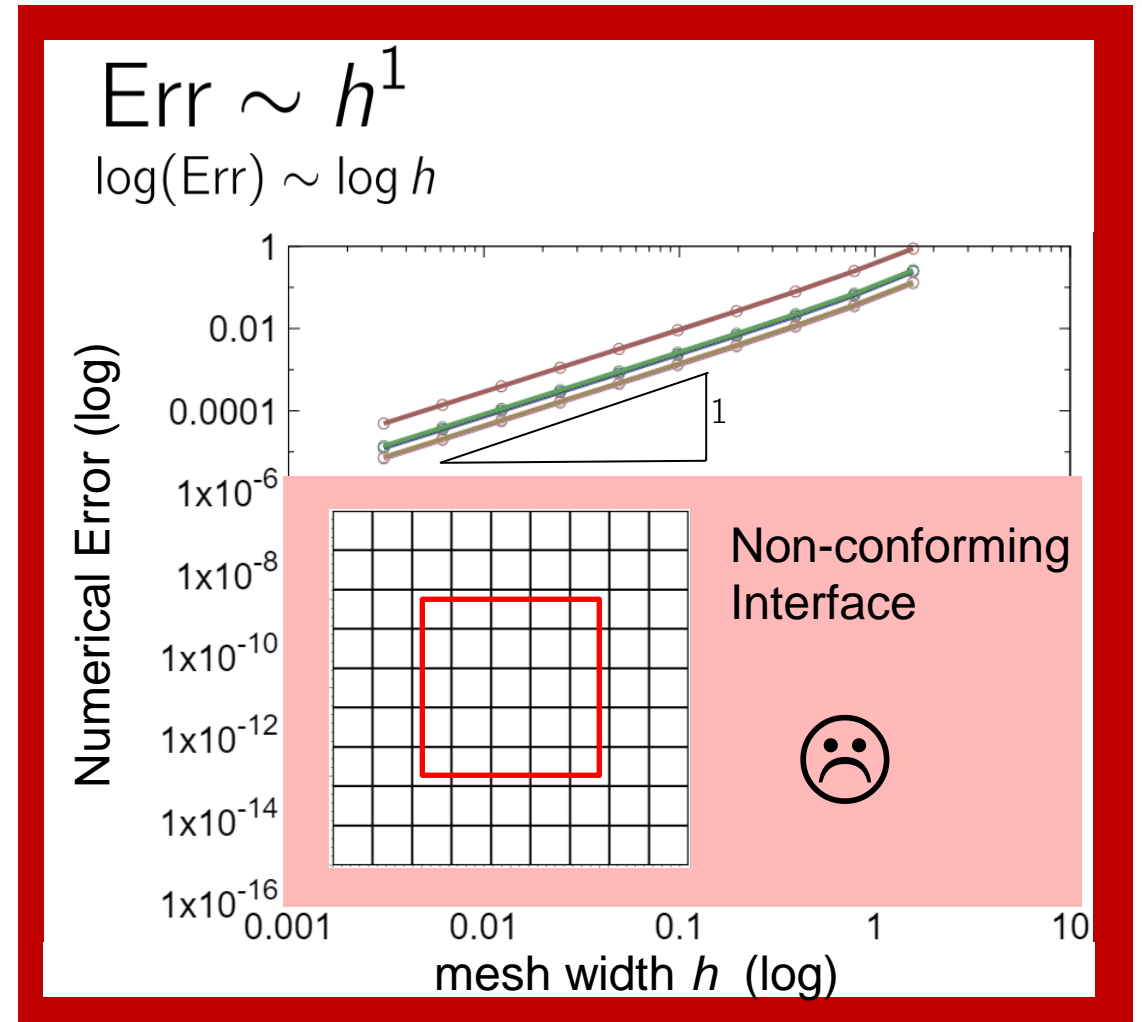 Err ∼ h¹
log(Err) ∼ log h
1
0.01
0.0001
1
1x10⁻⁶
1x10⁻⁸
1x10⁻¹⁰
1x10⁻¹²
1x10⁻¹⁴
1x10⁻¹⁶
Numerical Error (log)
Non-conforming
Interface
0.001 0.01 0.1 1 10
mesh width h (log)